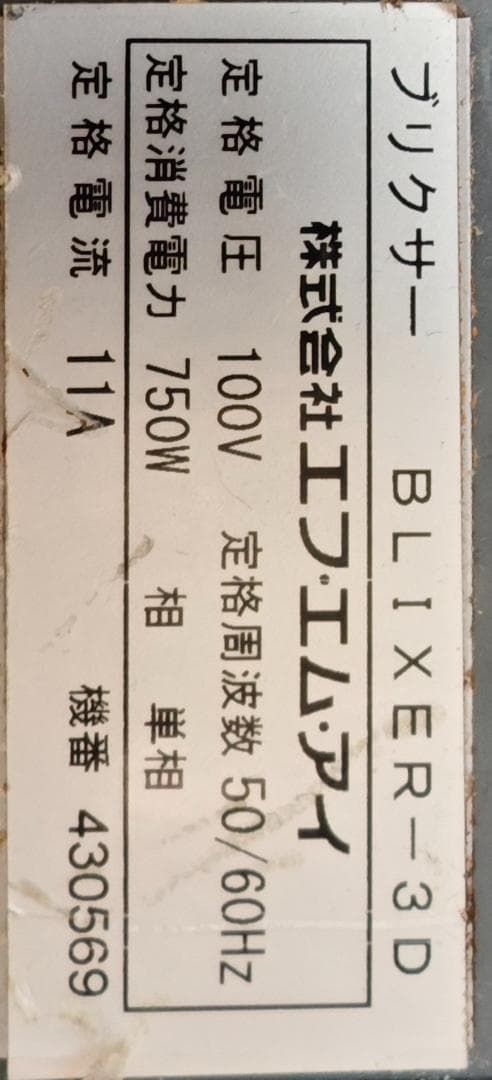 ブリクサー BLIXER-3D
株式会社エフ・エム・アイ
定格電圧 100V 定格周波数 50/60Hz
定格消費電力 750W 相 単相
定格電流 11A 機番 430569